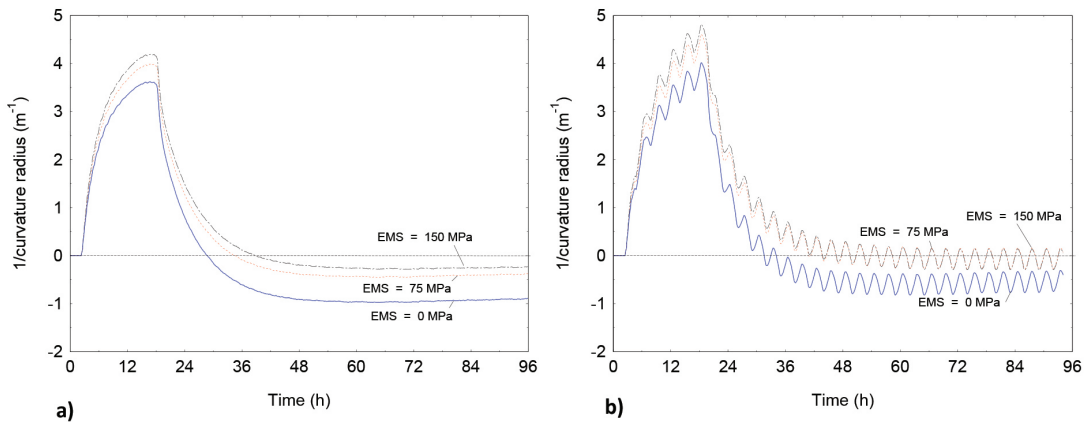 5
4
3
2
1
0
-1
-2
1/curvature radius (m⁻¹)
EMS = 150 MPa
EMS = 75 MPa
EMS = 0 MPa
0 12 24 36 48 60 72 84 96
Time (h)
a)
5
4
3
2
1
0
-1
-2
1/curvature radius (m⁻¹)
EMS = 150 MPa
EMS = 75 MPa
EMS = 0 MPa
0 12 24 36 48 60 72 84 96
Time (h)
b)